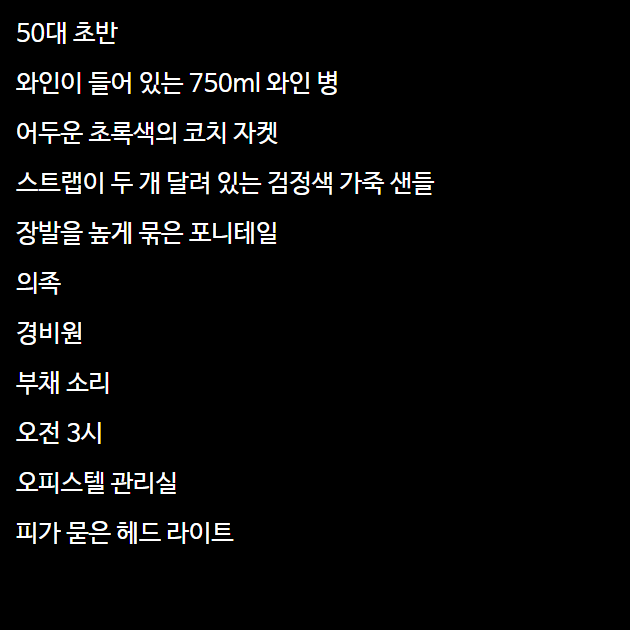 50대 초반
와인이 들어 있는 750ml 와인 병
어두운 초록색의 코치 자켓
스트랩이 두 개 달려 있는 검정색 가죽 샌들
장발을 높게 묶은 포니테일
의족
경비원
부채 소리
오전 3시
오피스텔 관리실
피가 묻은 헤드 라이트